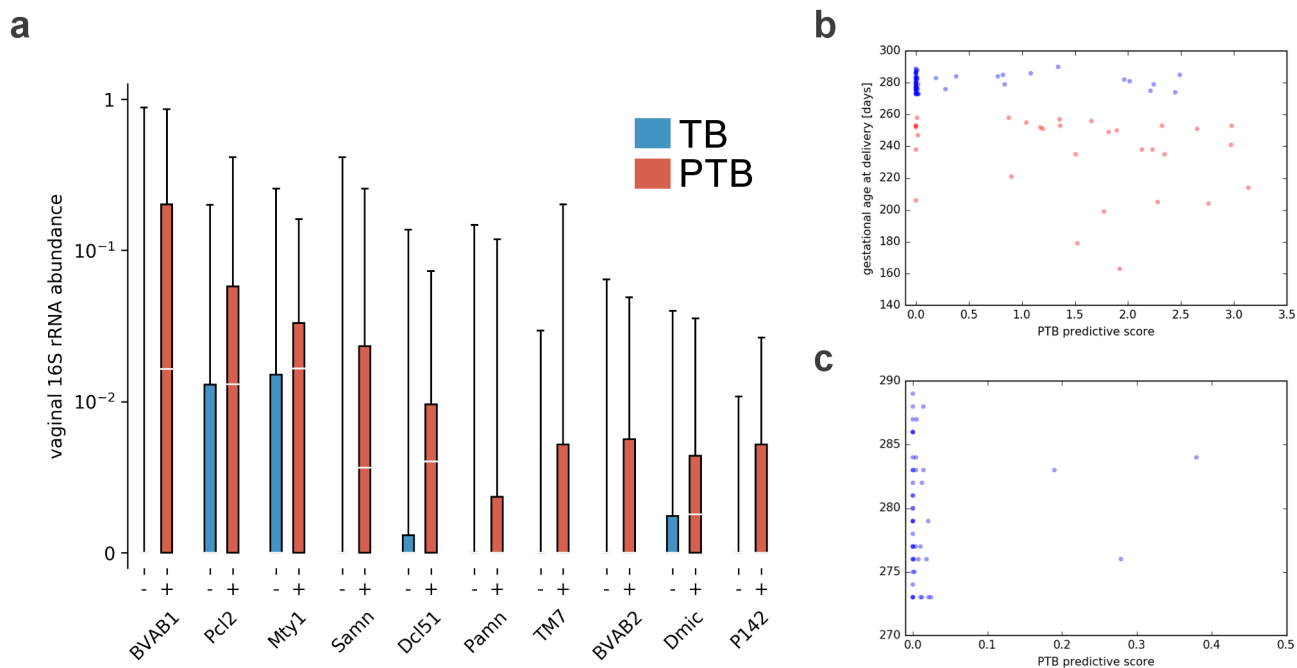 a
vaginal 16S rRNA abundance
1
10⁻¹
10⁻²
0
TB
PTB
- + - + - + - + - + - + - + - + - + - +
BVAB1 Pcl2 Mty1 Samn Dcl51 Pamn TM7 BVAB2 Dmic P142
b
gestational age at delivery [days]
300
280
260
240
220
200
180
160
140
0.0 0.5 1.0 1.5 2.0 2.5 3.0 3.5
PTB predictive score
c
290
285
280
275
270
0.0 0.1 0.2 0.3 0.4 0.5
PTB predictive score